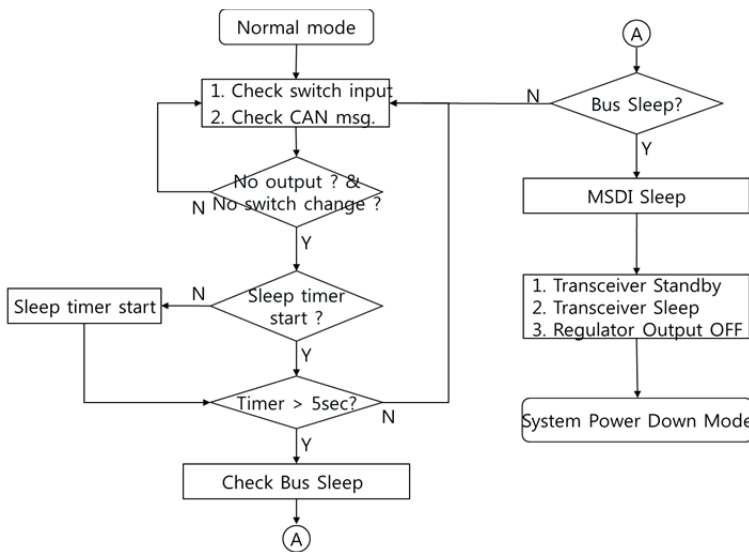 Normal mode
1. Check switch input
2. Check CAN msg.
No output ? &
No switch change ?
N
Y
Sleep timer
start ?
N
Sleep timer start
Y
Timer > 5sec?
N
Y
Check Bus Sleep
A
A
Bus Sleep?
N
Y
MSDI Sleep
1. Transceiver Standby
2. Transceiver Sleep
3. Regulator Output OFF
System Power Down Mode